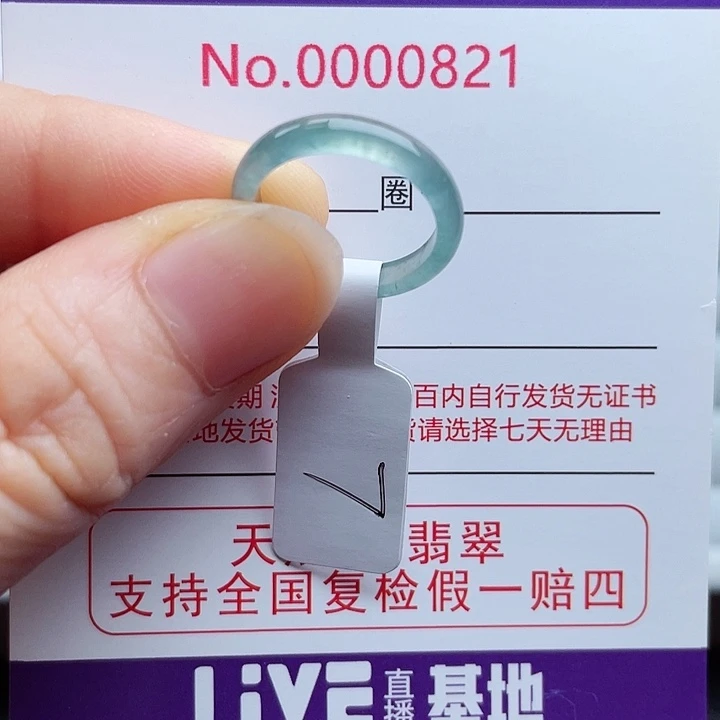 No.0000821
圈
期 百内自行发货无证书
地发货 货请选择七天无理由
天 翡翠
支持全国复检假一赔四
LiVE 直播 基地